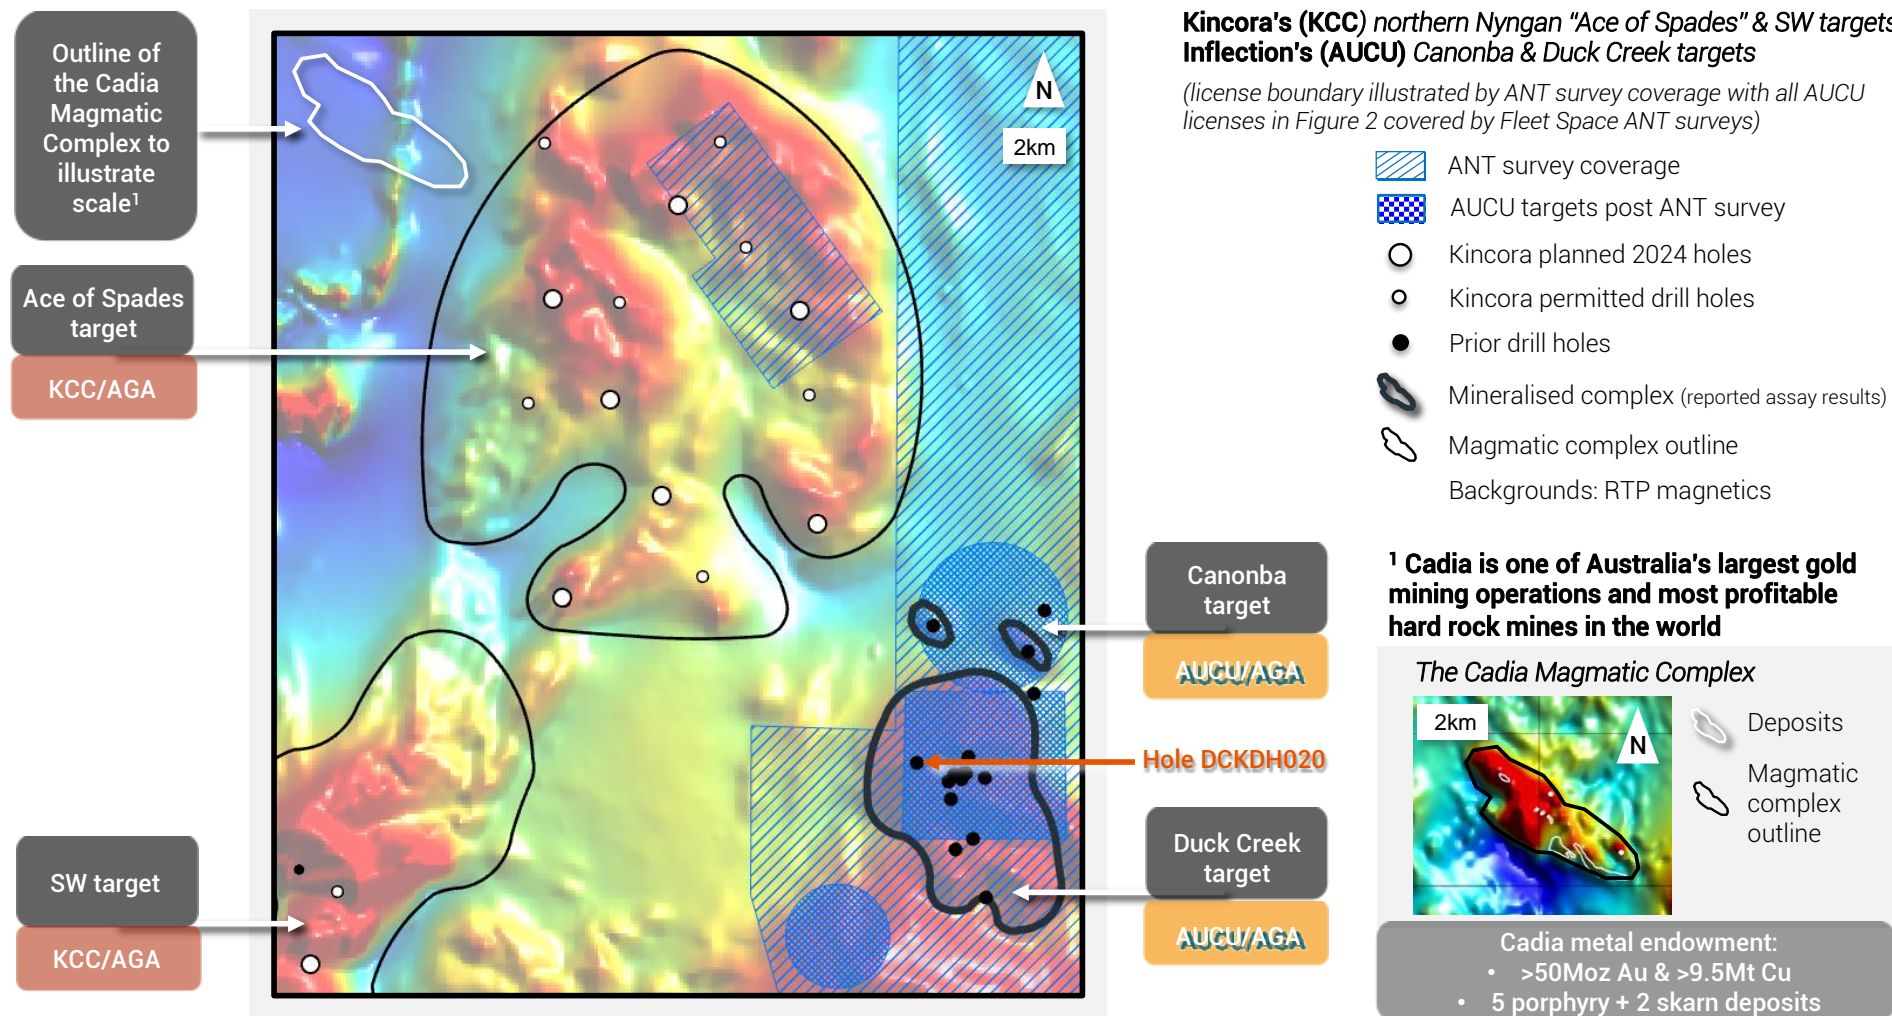 Kincora's (KCC) northern Nyngan "Ace of Spades" & SW targets
Inflection's (AUCU) Canonba & Duck Creek targets
(license boundary illustrated by ANT survey coverage with all AUCU
licenses in Figure 2 covered by Fleet Space ANT surveys)
Outline of
the Cadia
Magmatic
Complex to
illustrate
scale¹
N
2km
ANT survey coverage
AUCU targets post ANT survey
Kincora planned 2024 holes
Kincora permitted drill holes
Prior drill holes
Mineralised complex (reported assay results)
Magmatic complex outline
Backgrounds: RTP magnetics
Ace of Spades
target
KCC/AGA
Canonba
target
AUCU/AGA
Hole DCKDH020
Duck Creek
target
AUCU/AGA
SW target
KCC/AGA
¹ Cadia is one of Australia's largest gold
mining operations and most profitable
hard rock mines in the world
The Cadia Magmatic Complex
2km
N
Deposits
Magmatic
complex
outline
Cadia metal endowment:
• >50Moz Au & >9.5Mt Cu
• 5 porphyry + 2 skarn deposits